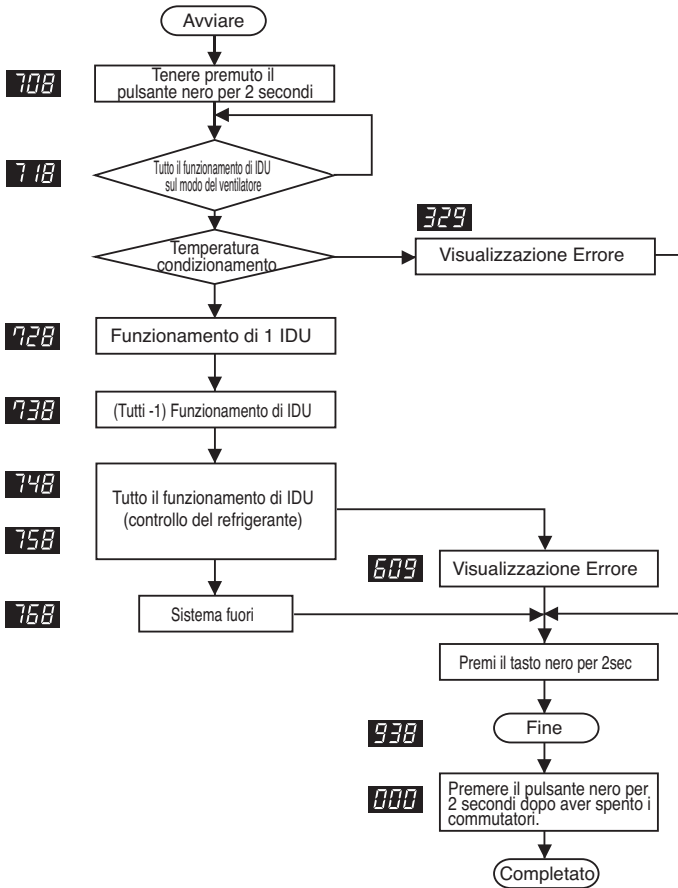 Avviare
708
Tenere premuto il
pulsante nero per 2 secondi
718
Tutto il funzionamento di IDU
sul modo del ventilatore
329
Temperatura
condizionamento
Visualizzazione Errore
728
Funzionamento di 1 IDU
738
(Tutti -1) Funzionamento di IDU
748
Tutto il funzionamento di IDU
(controllo del refrigerante)
758
609
Visualizzazione Errore
768
Sistema fuori
Premi il tasto nero per 2sec
938
Fine
000
Premere il pulsante nero per
2 secondi dopo aver spento i
commutatori.
Completato